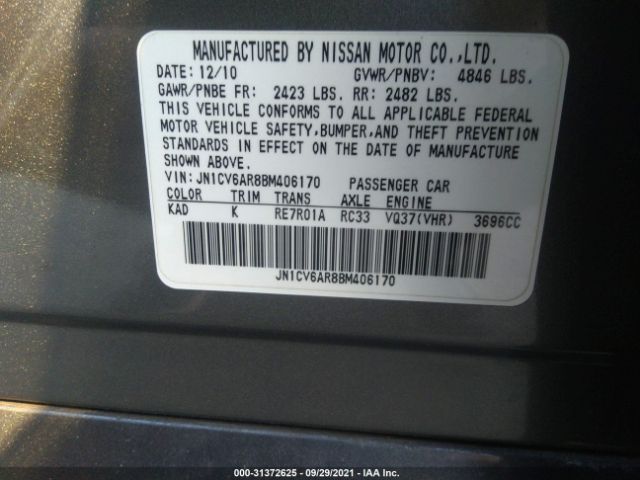 MANUFACTURED BY NISSAN MOTOR CO.,LTD.
DATE: 12/10 GVWR/PNBV: 4846 LBS.
GAWR/PNBE FR: 2423 LBS. RR: 2482 LBS.
THIS VEHICLE CONFORMS TO ALL APPLICABLE FEDERAL
MOTOR VEHICLE SAFETY,BUMPER,AND THEFT PREVENTION
STANDARDS IN EFFECT ON THE DATE OF MANUFACTURE
SHOWN ABOVE.
VIN: JN1CV6AR8BM406170 PASSENGER CAR
COLOR TRIM TRANS AXLE ENGINE
KAD K RE7R01A RC33 VQ37(VHR) 3696CC
JN1CV6AR8BM406170
000-31372625 - 09/29/2021 - IAA Inc.